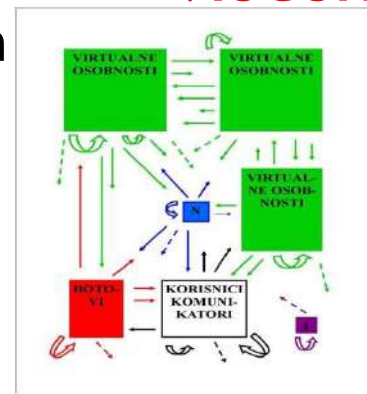 VIRTUALNE
OSOBNOSTI
VIRTUALNE
OSOBNOSTI
VIRTUAL-
NE OSOB-
NOSTI
N
BOTO-
VI
KORISNICI
KOMUNI-
KATORI